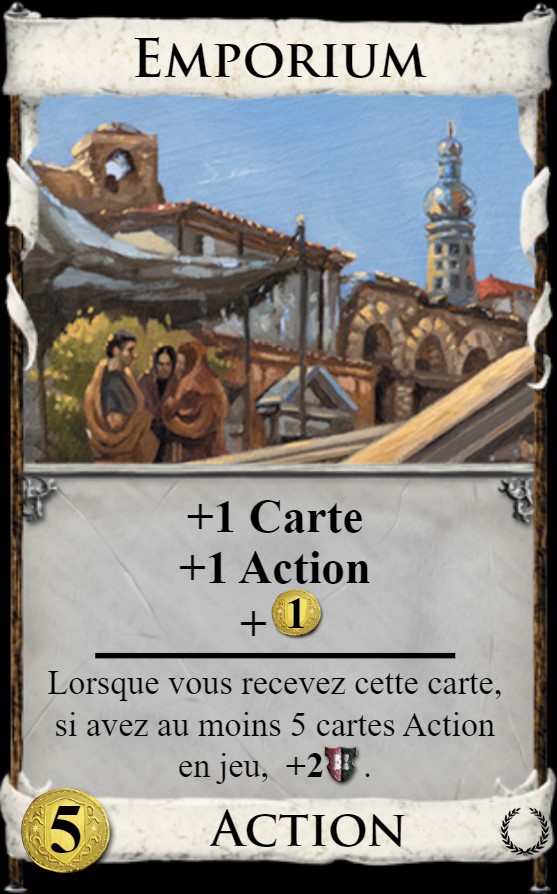 EMPORIUM
+1 Carte
+1 Action
+ 1
Lorsque vous recevez cette carte,
si avez au moins 5 cartes Action
en jeu, +2 .
5 ACTION